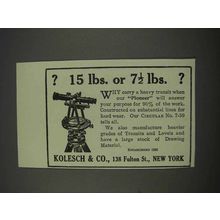 ? 15 lbs. or 7½ lbs. ?
WHY carry a heavy transit when
our "Pioneer" will answer
your purpose for 90% of the work.
Constructed on substantial lines for
hard wear. Our CIRCULAR No. 7-39
tells all.
We also manufacture heavier
grades of Transits and Levels and
have a large stock of Drawing
Material.
ESTABLISHED
KOLESCH & CO., 138 Fulton St., NEW YORK